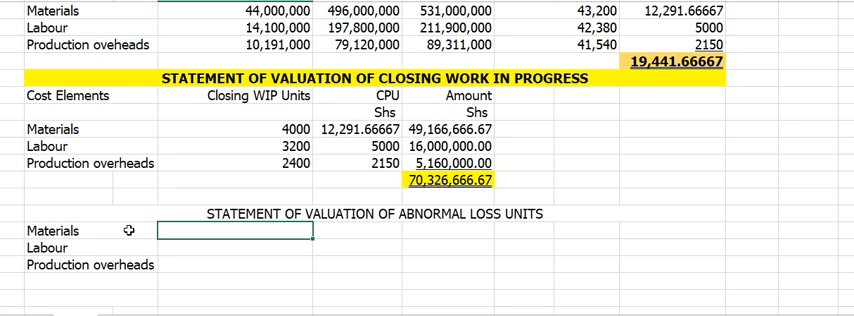 Materials 44,000,000 496,000,000 531,000,000 43,200 12,291.66667
Labour 14,100,000 197,800,000 211,900,000 42,380 5000
Production oveheads 10,191,000 79,120,000 89,311,000 41,540 2150
19,441.66667
STATEMENT OF VALUATION OF CLOSING WORK IN PROGRESS
Cost Elements Closing WIP Units CPU Amount
Shs Shs
Materials 4000 12,291.66667 49,166,666.67
Labour 3200 5000 16,000,000.00
Production overheads 2400 2150 5,160,000.00
70,326,666.67
STATEMENT OF VALUATION OF ABNORMAL LOSS UNITS
Materials
Labour
Production overheads